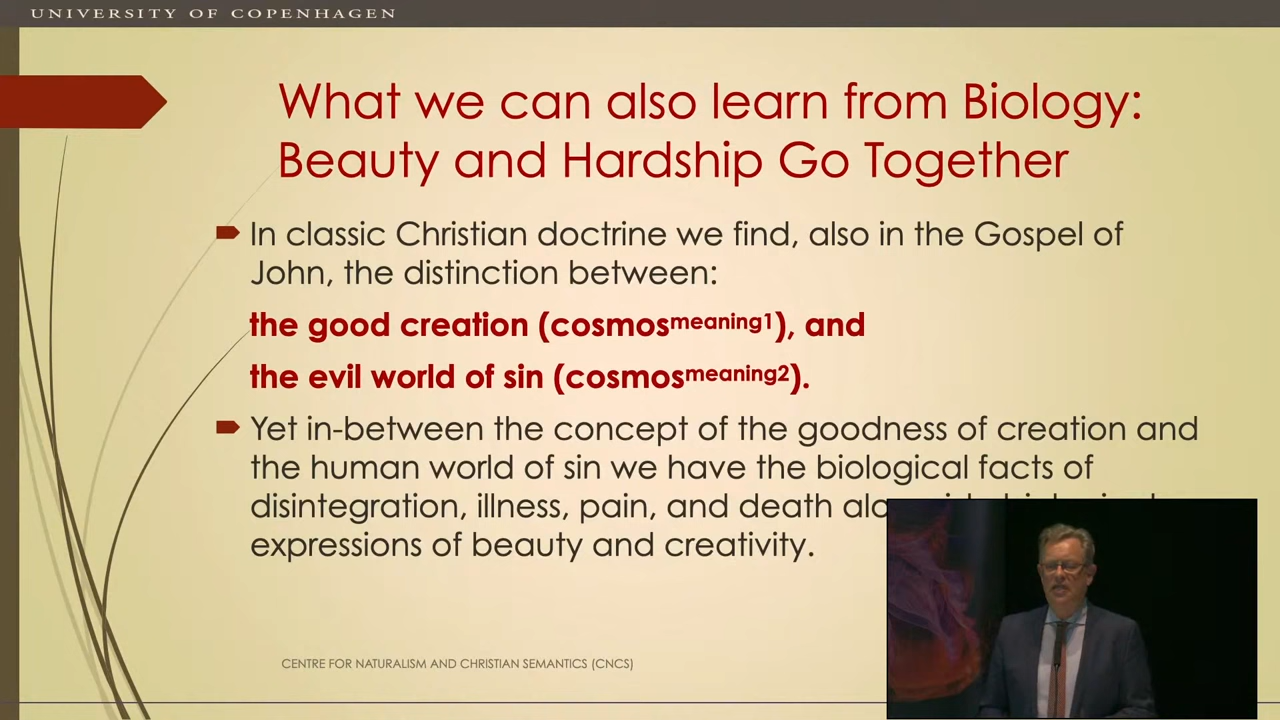 UNIVERSITY OF COPENHAGEN
What we can also learn from Biology:
Beauty and Hardship Go Together
In classic Christian doctrine we find, also in the Gospel of
John, the distinction between:
the good creation (cosmosmeaning1), and
the evil world of sin (cosmosmeaning2).
Yet in-between the concept of the goodness of creation and
the human world of sin we have the biological facts of
disintegration, illness, pain, and death
expressions of beauty and creativity.
CENTRE FOR NATURALISM AND CHRISTIAN SEMANTICS (CNCS)